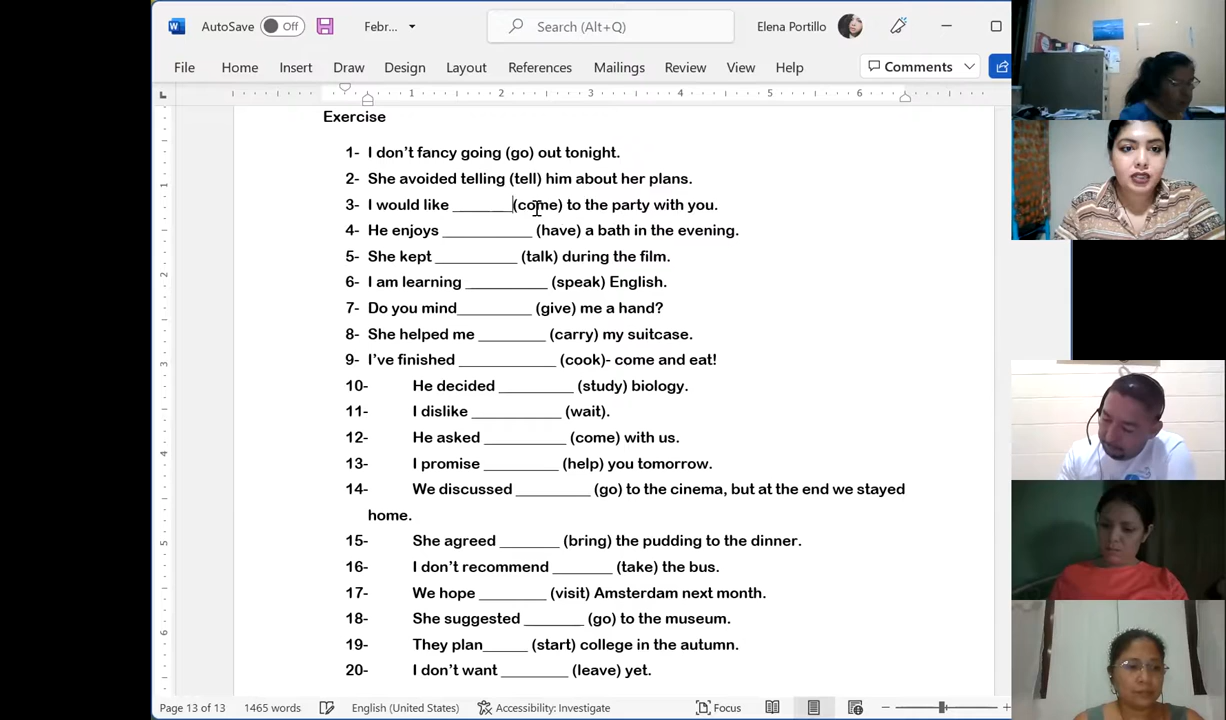 AutoSave Off Febr... Search (Alt+Q) Elena Portillo
File Home Insert Draw Design Layout References Mailings Review View Help Comments
1 2 3 4 5 6
Exercise
1- I don't fancy going (go) out tonight.
2- She avoided telling (tell) him about her plans.
3- I would like _______(come) to the party with you.
4- He enjoys ___________ (have) a bath in the evening.
5- She kept __________ (talk) during the film.
6- I am learning __________ (speak) English.
7- Do you mind_________ (give) me a hand?
8- She helped me ________ (carry) my suitcase.
9- I've finished ____________ (cook)- come and eat!
10- He decided _________ (study) biology.
11- I dislike ___________ (wait).
12- He asked __________ (come) with us.
13- I promise _________ (help) you tomorrow.
14- We discussed _________ (go) to the cinema, but at the end we stayed
home.
15- She agreed _______ (bring) the pudding to the dinner.
16- I don't recommend _______ (take) the bus.
17- We hope ________ (visit) Amsterdam next month.
18- She suggested _______ (go) to the museum.
19- They plan_____ (start) college in the autumn.
20- I don't want ________ (leave) yet.
Page 13 of 13 1465 words English (United States) Accessibility: Investigate Focus